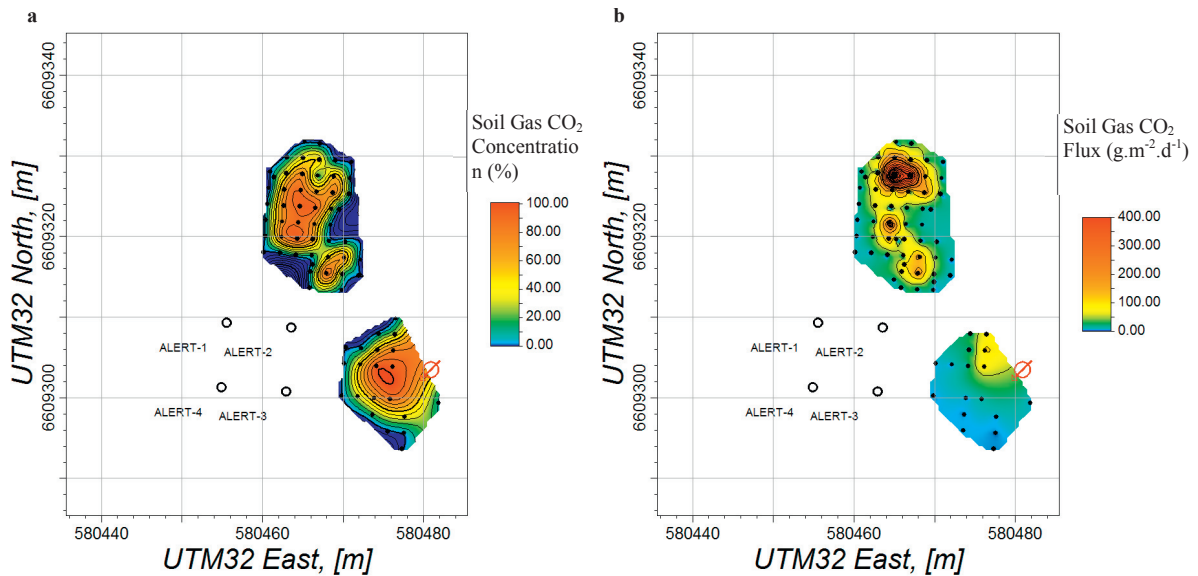 a
6609340
6609320
6609300
UTM32 North, [m]
580440
580460
580480
UTM32 East, [m]
ALERT-1
ALERT-2
ALERT-4
ALERT-3
Soil Gas CO₂
Concentratio
n (%)
100.00
80.00
60.00
40.00
20.00
0.00
b
6609340
6609320
6609300
UTM32 North, [m]
580440
580460
580480
UTM32 East, [m]
ALERT-1
ALERT-2
ALERT-4
ALERT-3
Soil Gas CO₂
Flux (g.m⁻².d⁻¹)
400.00
300.00
200.00
100.00
0.00